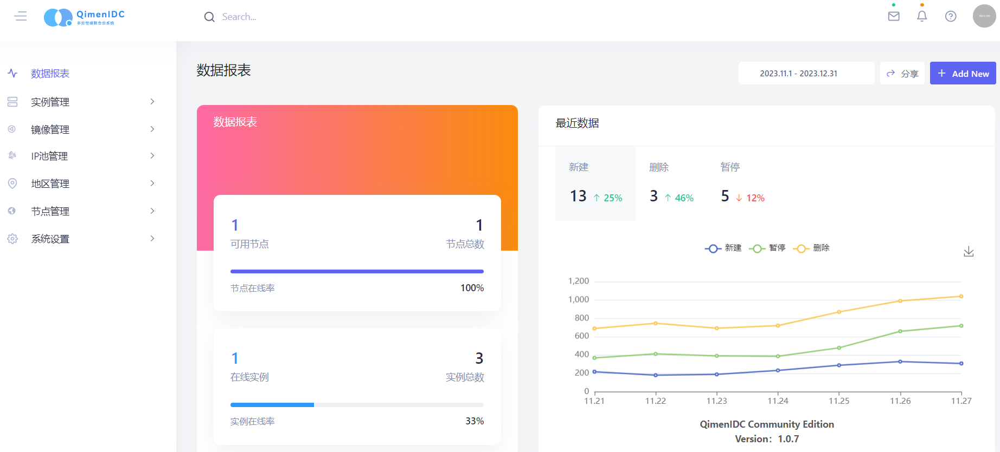 QimenIDC
多云管理融合云系统
Search...
数据报表
实例管理
镜像管理
IP池管理
地区管理
节点管理
系统设置
数据报表
2023.11.1 - 2023.12.31
分享
Add New
数据报表
1
1
可用节点
节点总数
节点在线率
100%
1
3
在线实例
实例总数
实例在线率
33%
最近数据
新建
删除
暂停
13 ↑ 25%
3 ↑ 46%
5 ↓ 12%
新建
暂停
删除
1,200
1,000
800
600
400
200
0
11.21
11.22
11.23
11.24
11.25
11.26
11.27
QimenIDC Community Edition
Version：1.0.7